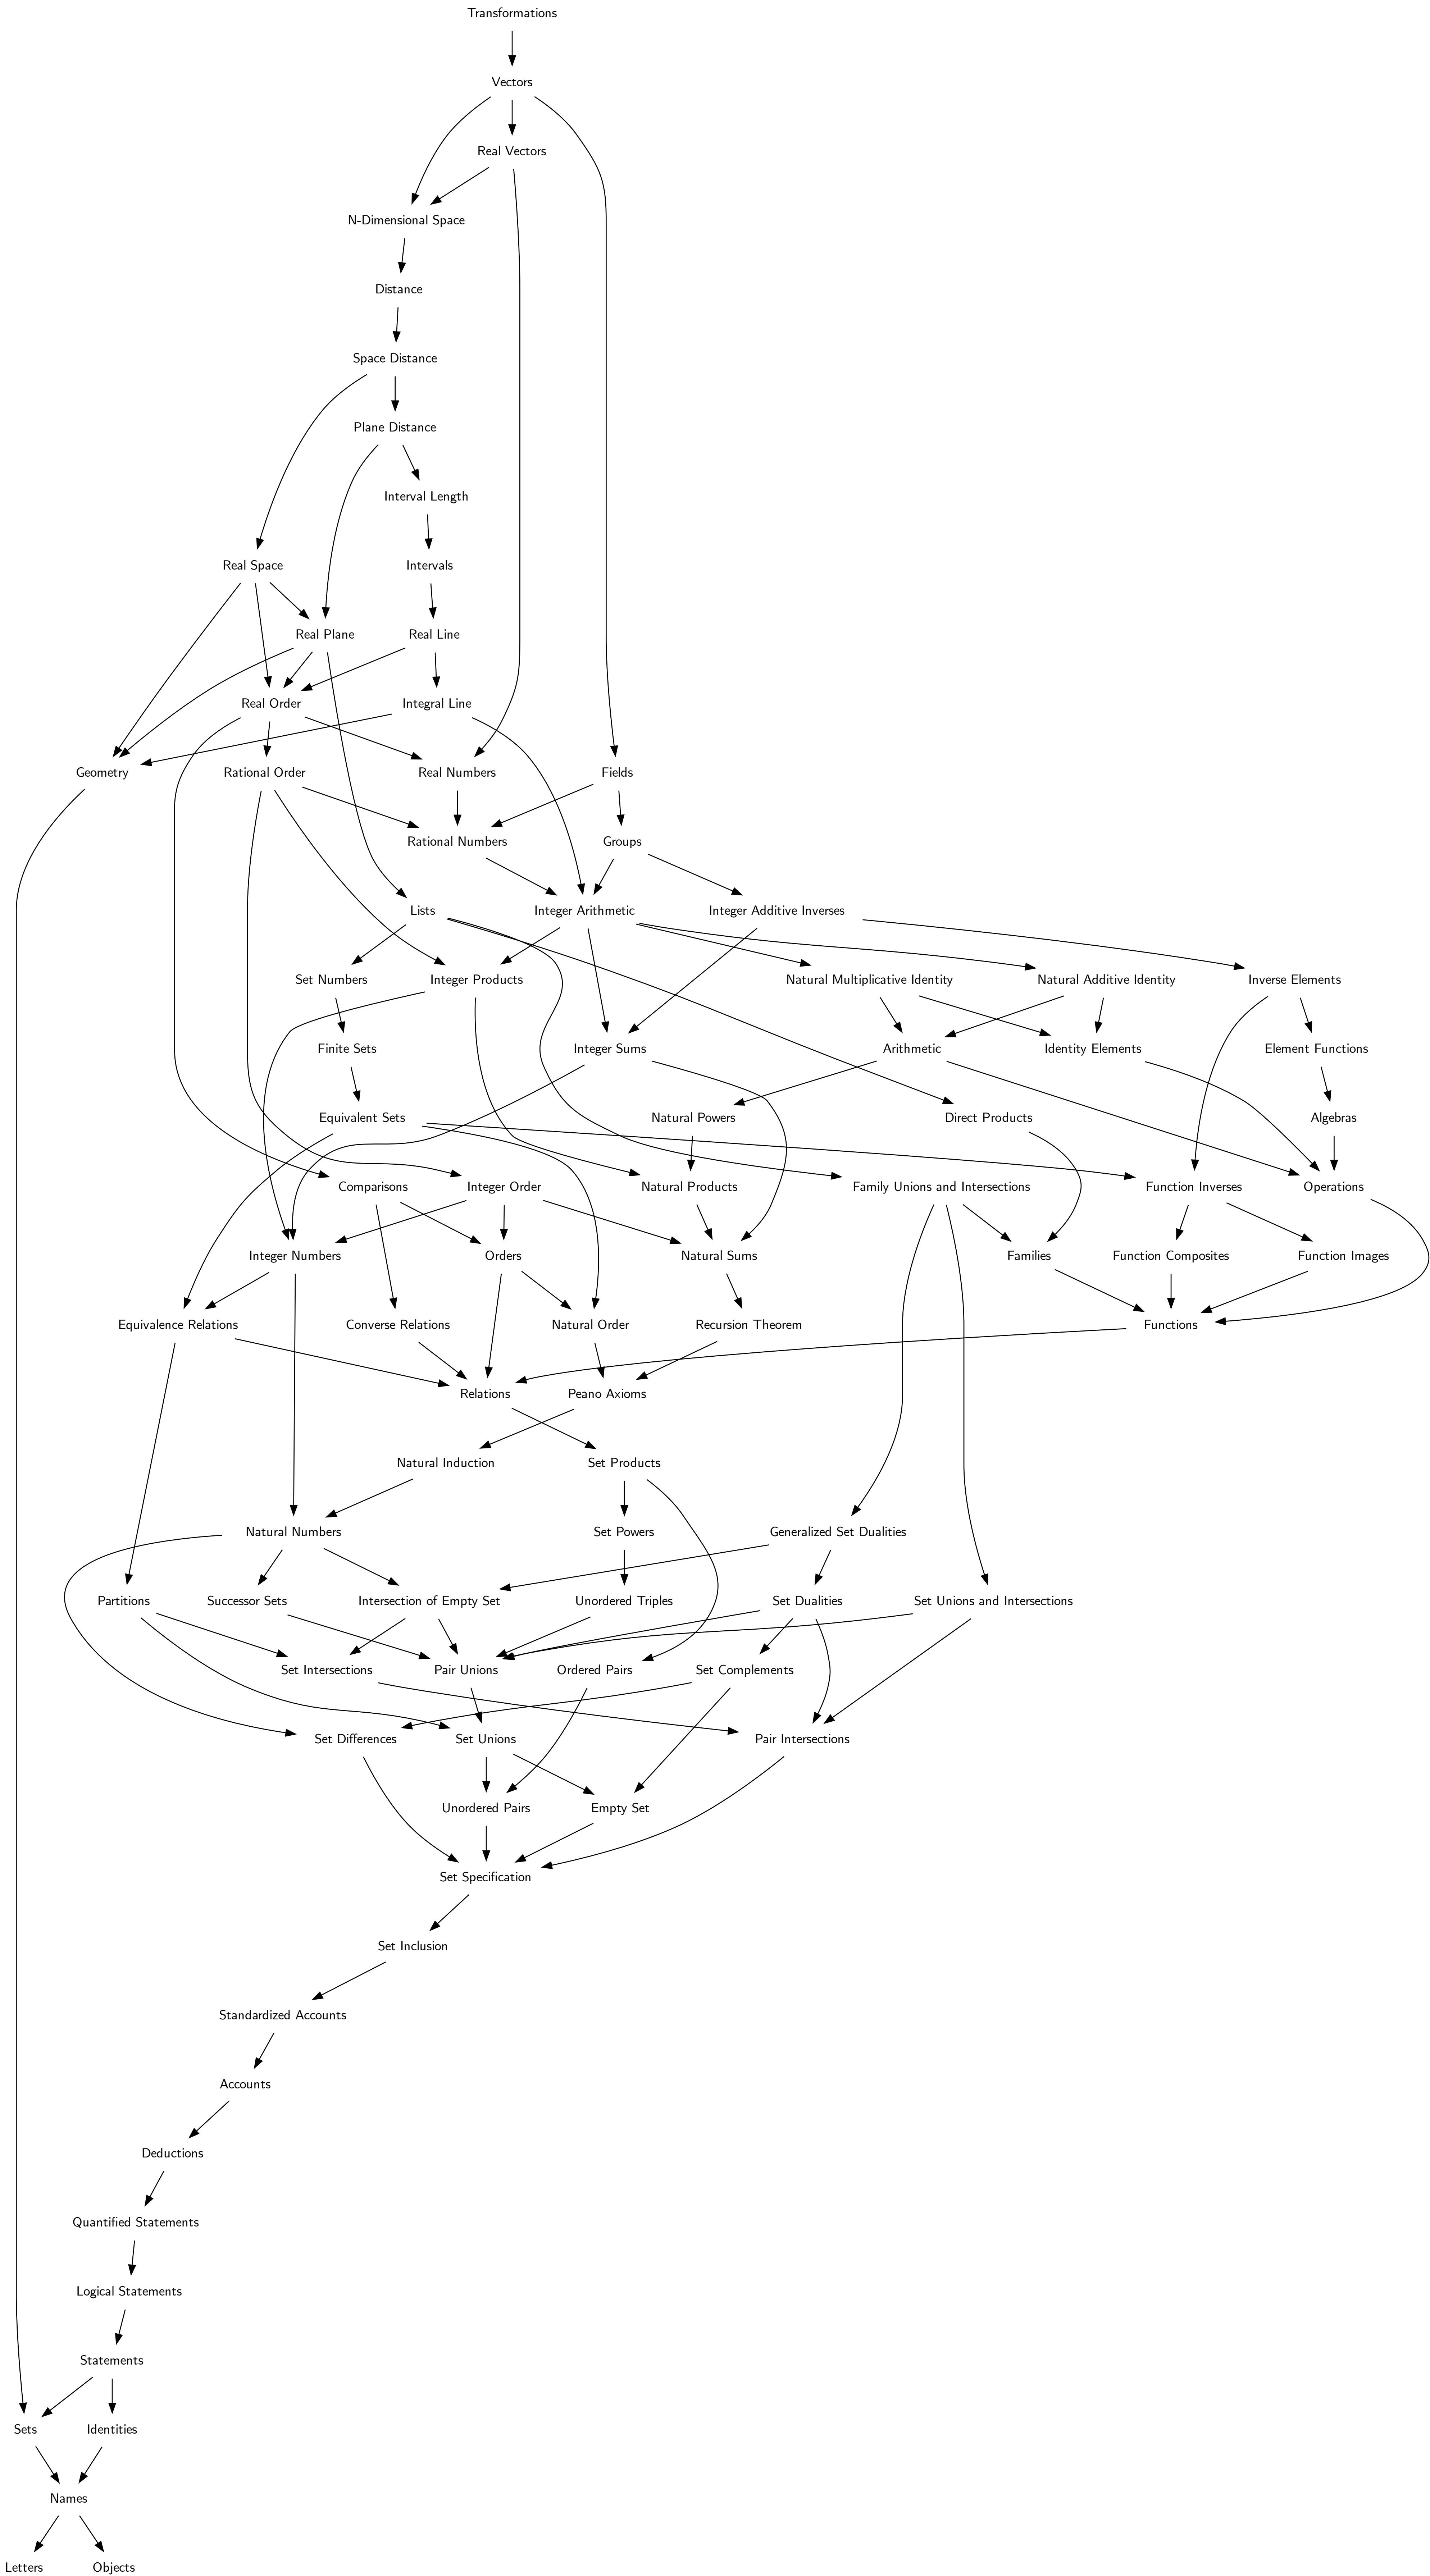 Transformations
Vectors
Real Vectors
N-Dimensional Space
Distance
Space Distance
Plane Distance
Interval Length
Real Space
Intervals
Real Plane
Real Line
Real Order
Integral Line
Geometry
Rational Order
Real Numbers
Fields
Rational Numbers
Groups
Lists
Integer Arithmetic
Integer Additive Inverses
Set Numbers
Integer Products
Natural Multiplicative Identity
Natural Additive Identity
Inverse Elements
Finite Sets
Integer Sums
Arithmetic
Identity Elements
Element Functions
Equivalent Sets
Natural Powers
Direct Products
Algebras
Comparisons
Integer Order
Natural Products
Family Unions and Intersections
Function Inverses
Operations
Integer Numbers
Orders
Natural Sums
Families
Function Composites
Function Images
Equivalence Relations
Converse Relations
Natural Order
Recursion Theorem
Functions
Relations
Peano Axioms
Natural Induction
Set Products
Natural Numbers
Set Powers
Generalized Set Dualities
Partitions
Successor Sets
Intersection of Empty Set
Unordered Triples
Set Dualities
Set Unions and Intersections
Set Intersections
Pair Unions
Ordered Pairs
Set Complements
Set Differences
Set Unions
Pair Intersections
Unordered Pairs
Empty Set
Set Specification
Set Inclusion
Standardized Accounts
Accounts
Deductions
Quantified Statements
Logical Statements
Statements
Sets
Identities
Names
Letters
Objects